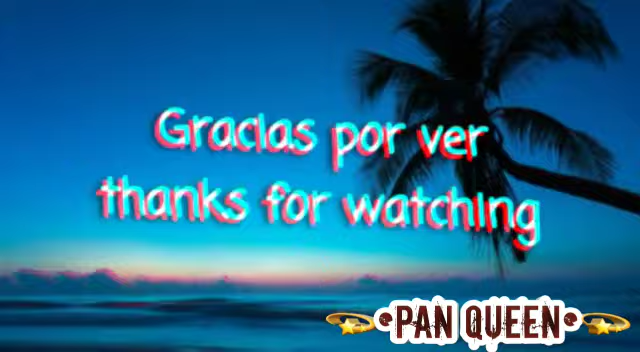 Gracias por ver
thanks for watching
💫•PAN QUEEN•💫